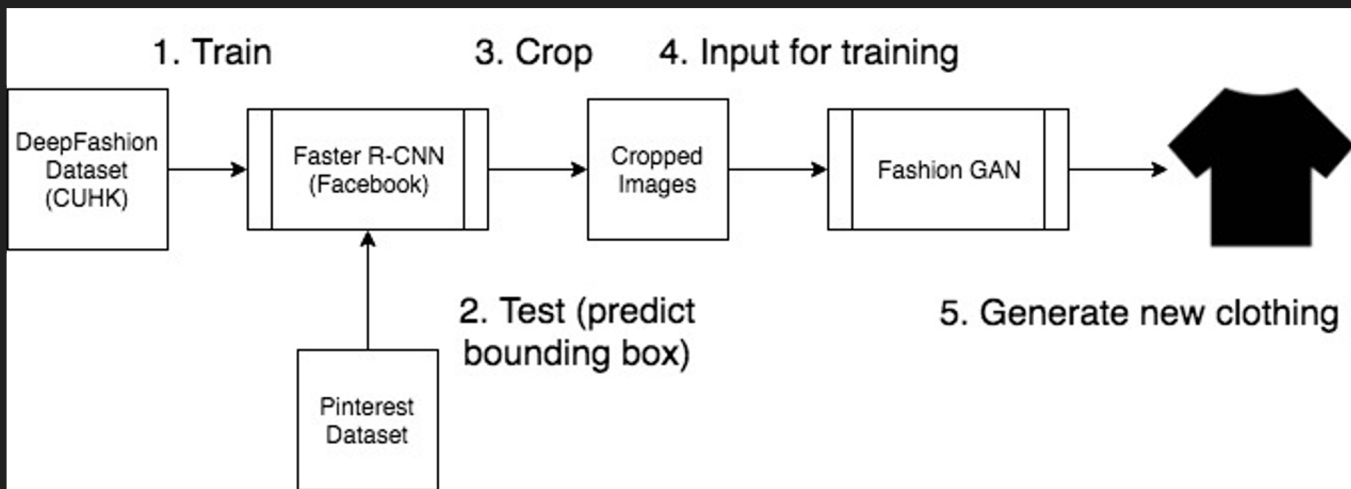 1. Train
3. Crop
4. Input for training
DeepFashion
Dataset
(CUHK)
Faster R-CNN
(Facebook)
Cropped
Images
Fashion GAN
2. Test (predict
bounding box)
5. Generate new clothing
Pinterest
Dataset